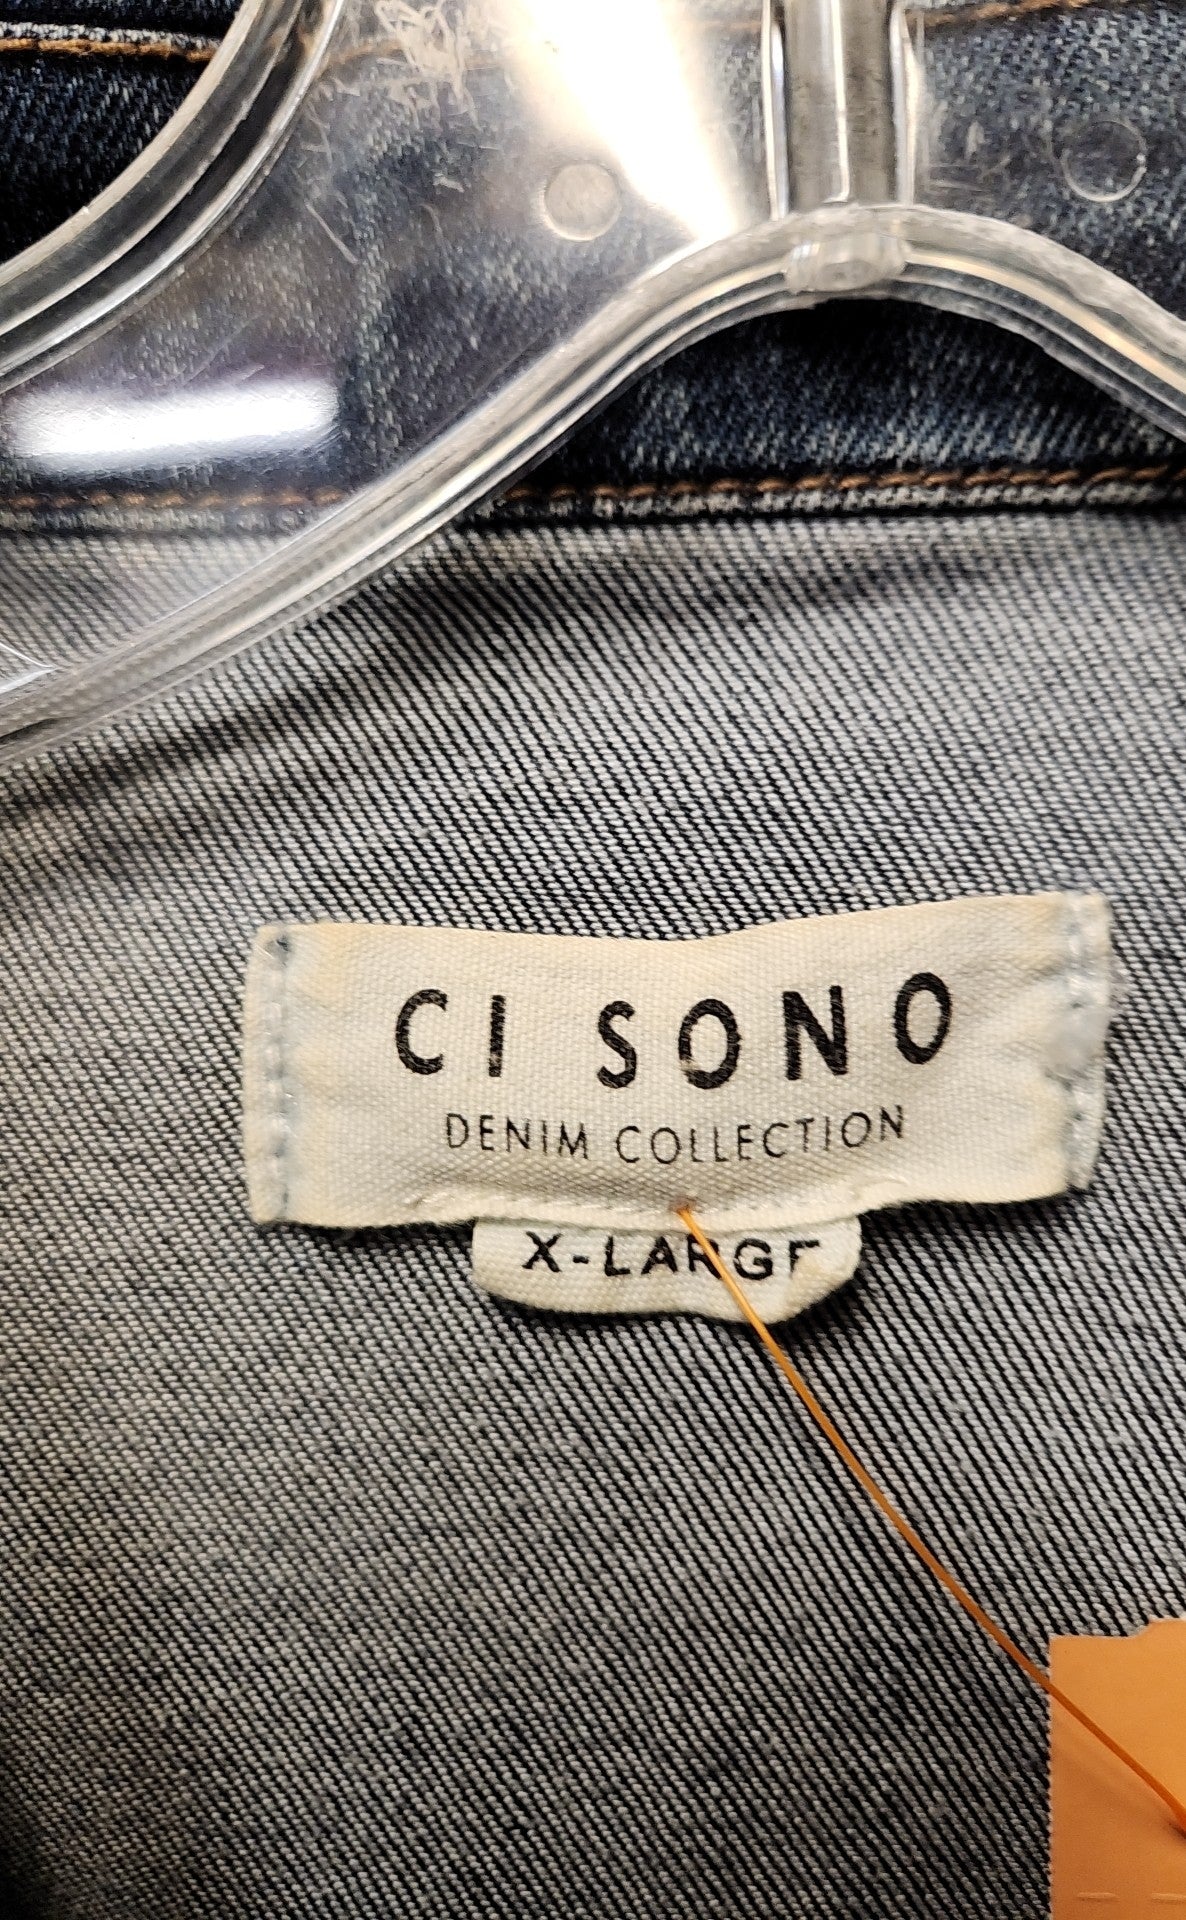 CI SONO
DENIM COLLECTION
X-LARGE